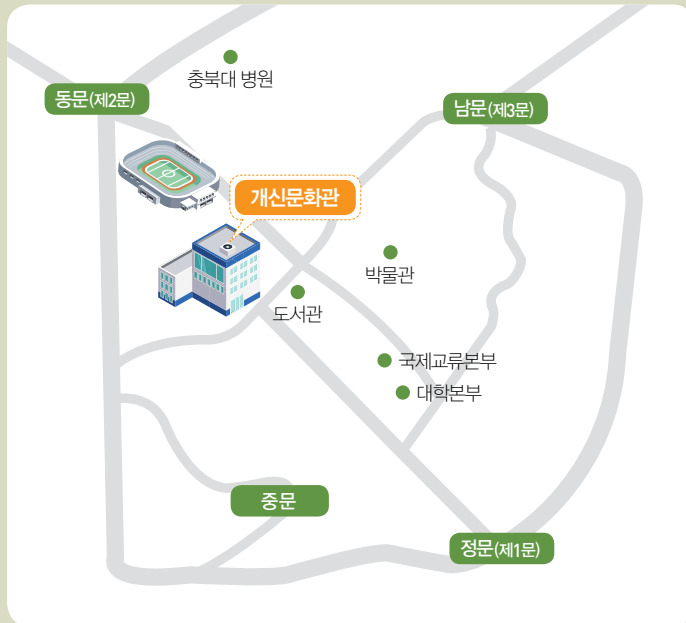 충북대 병원
동문(제2문)
남문(제3문)
개신문화관
박물관
도서관
국제교류본부
대학본부
중문
정문(제1문)